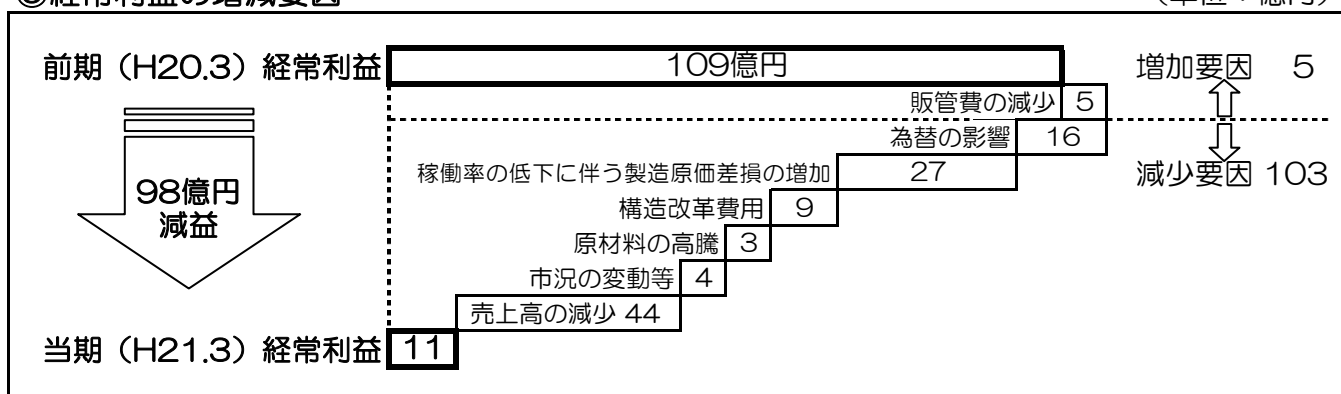 ◎経常利益の増減要因 (単位:億円)
前期(H20.3)経常利益 109億円 増加要因 5
販管費の減少 5
為替の影響 16
稼働率の低下に伴う製造原価差損の増加 27 減少要因 103
98億円
減益
構造改革費用 9
原材料の高騰 3
市況の変動等 4
売上高の減少 44
当期(H21.3)経常利益 11